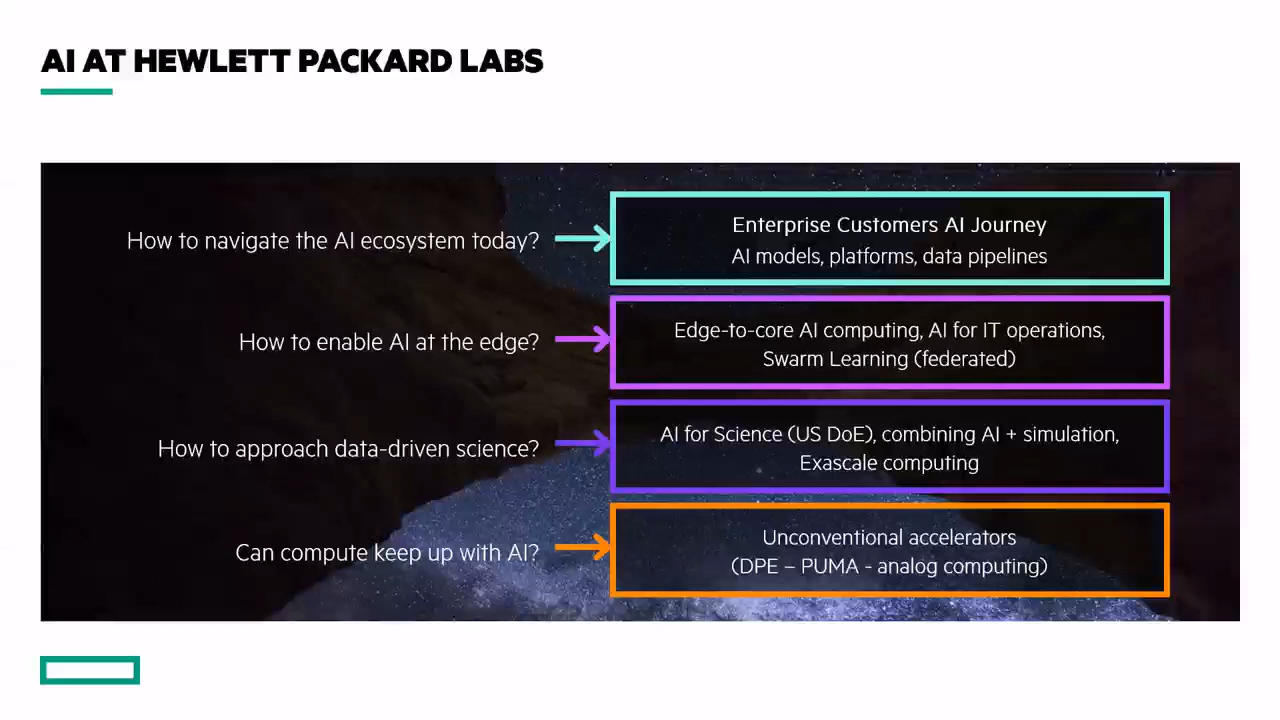 AI AT HEWLETT PACKARD LABS
How to navigate the AI ecosystem today?
Enterprise Customers AI Journey
AI models, platforms, data pipelines
How to enable AI at the edge?
Edge-to-core AI computing, AI for IT operations,
Swarm Learning (federated)
How to approach data-driven science?
AI for Science (US DoE), combining AI + simulation,
Exascale computing
Can compute keep up with AI?
Unconventional accelerators
(DPE – PUMA - analog computing)